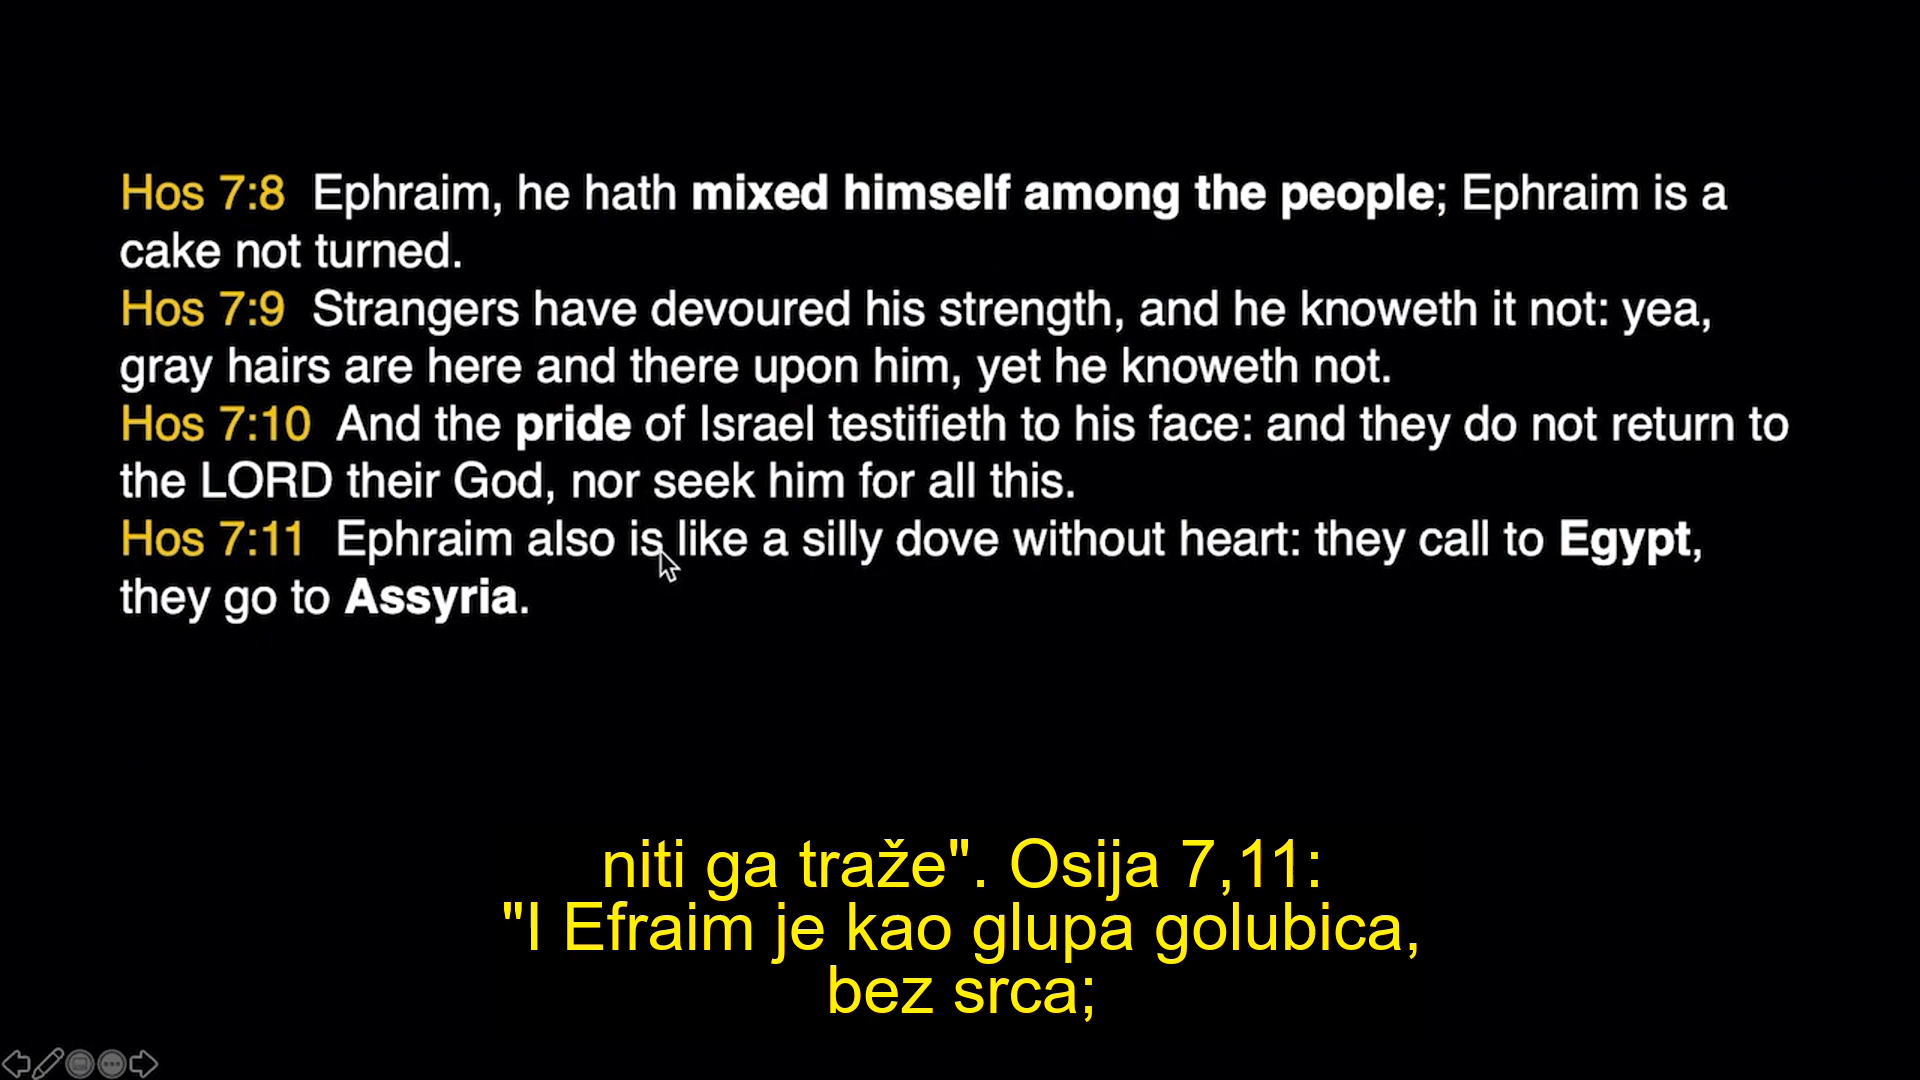 Hos 7:8  Ephraim, he hath mixed himself among the people; Ephraim is a
cake not turned.
Hos 7:9  Strangers have devoured his strength, and he knoweth it not: yea,
gray hairs are here and there upon him, yet he knoweth not.
Hos 7:10  And the pride of Israel testifieth to his face: and they do not return to
the LORD their God, nor seek him for all this.
Hos 7:11  Ephraim also is like a silly dove without heart: they call to Egypt,
they go to Assyria.
niti ga traže". Osija 7,11:
"I Efraim je kao glupa golubica,
bez srca;